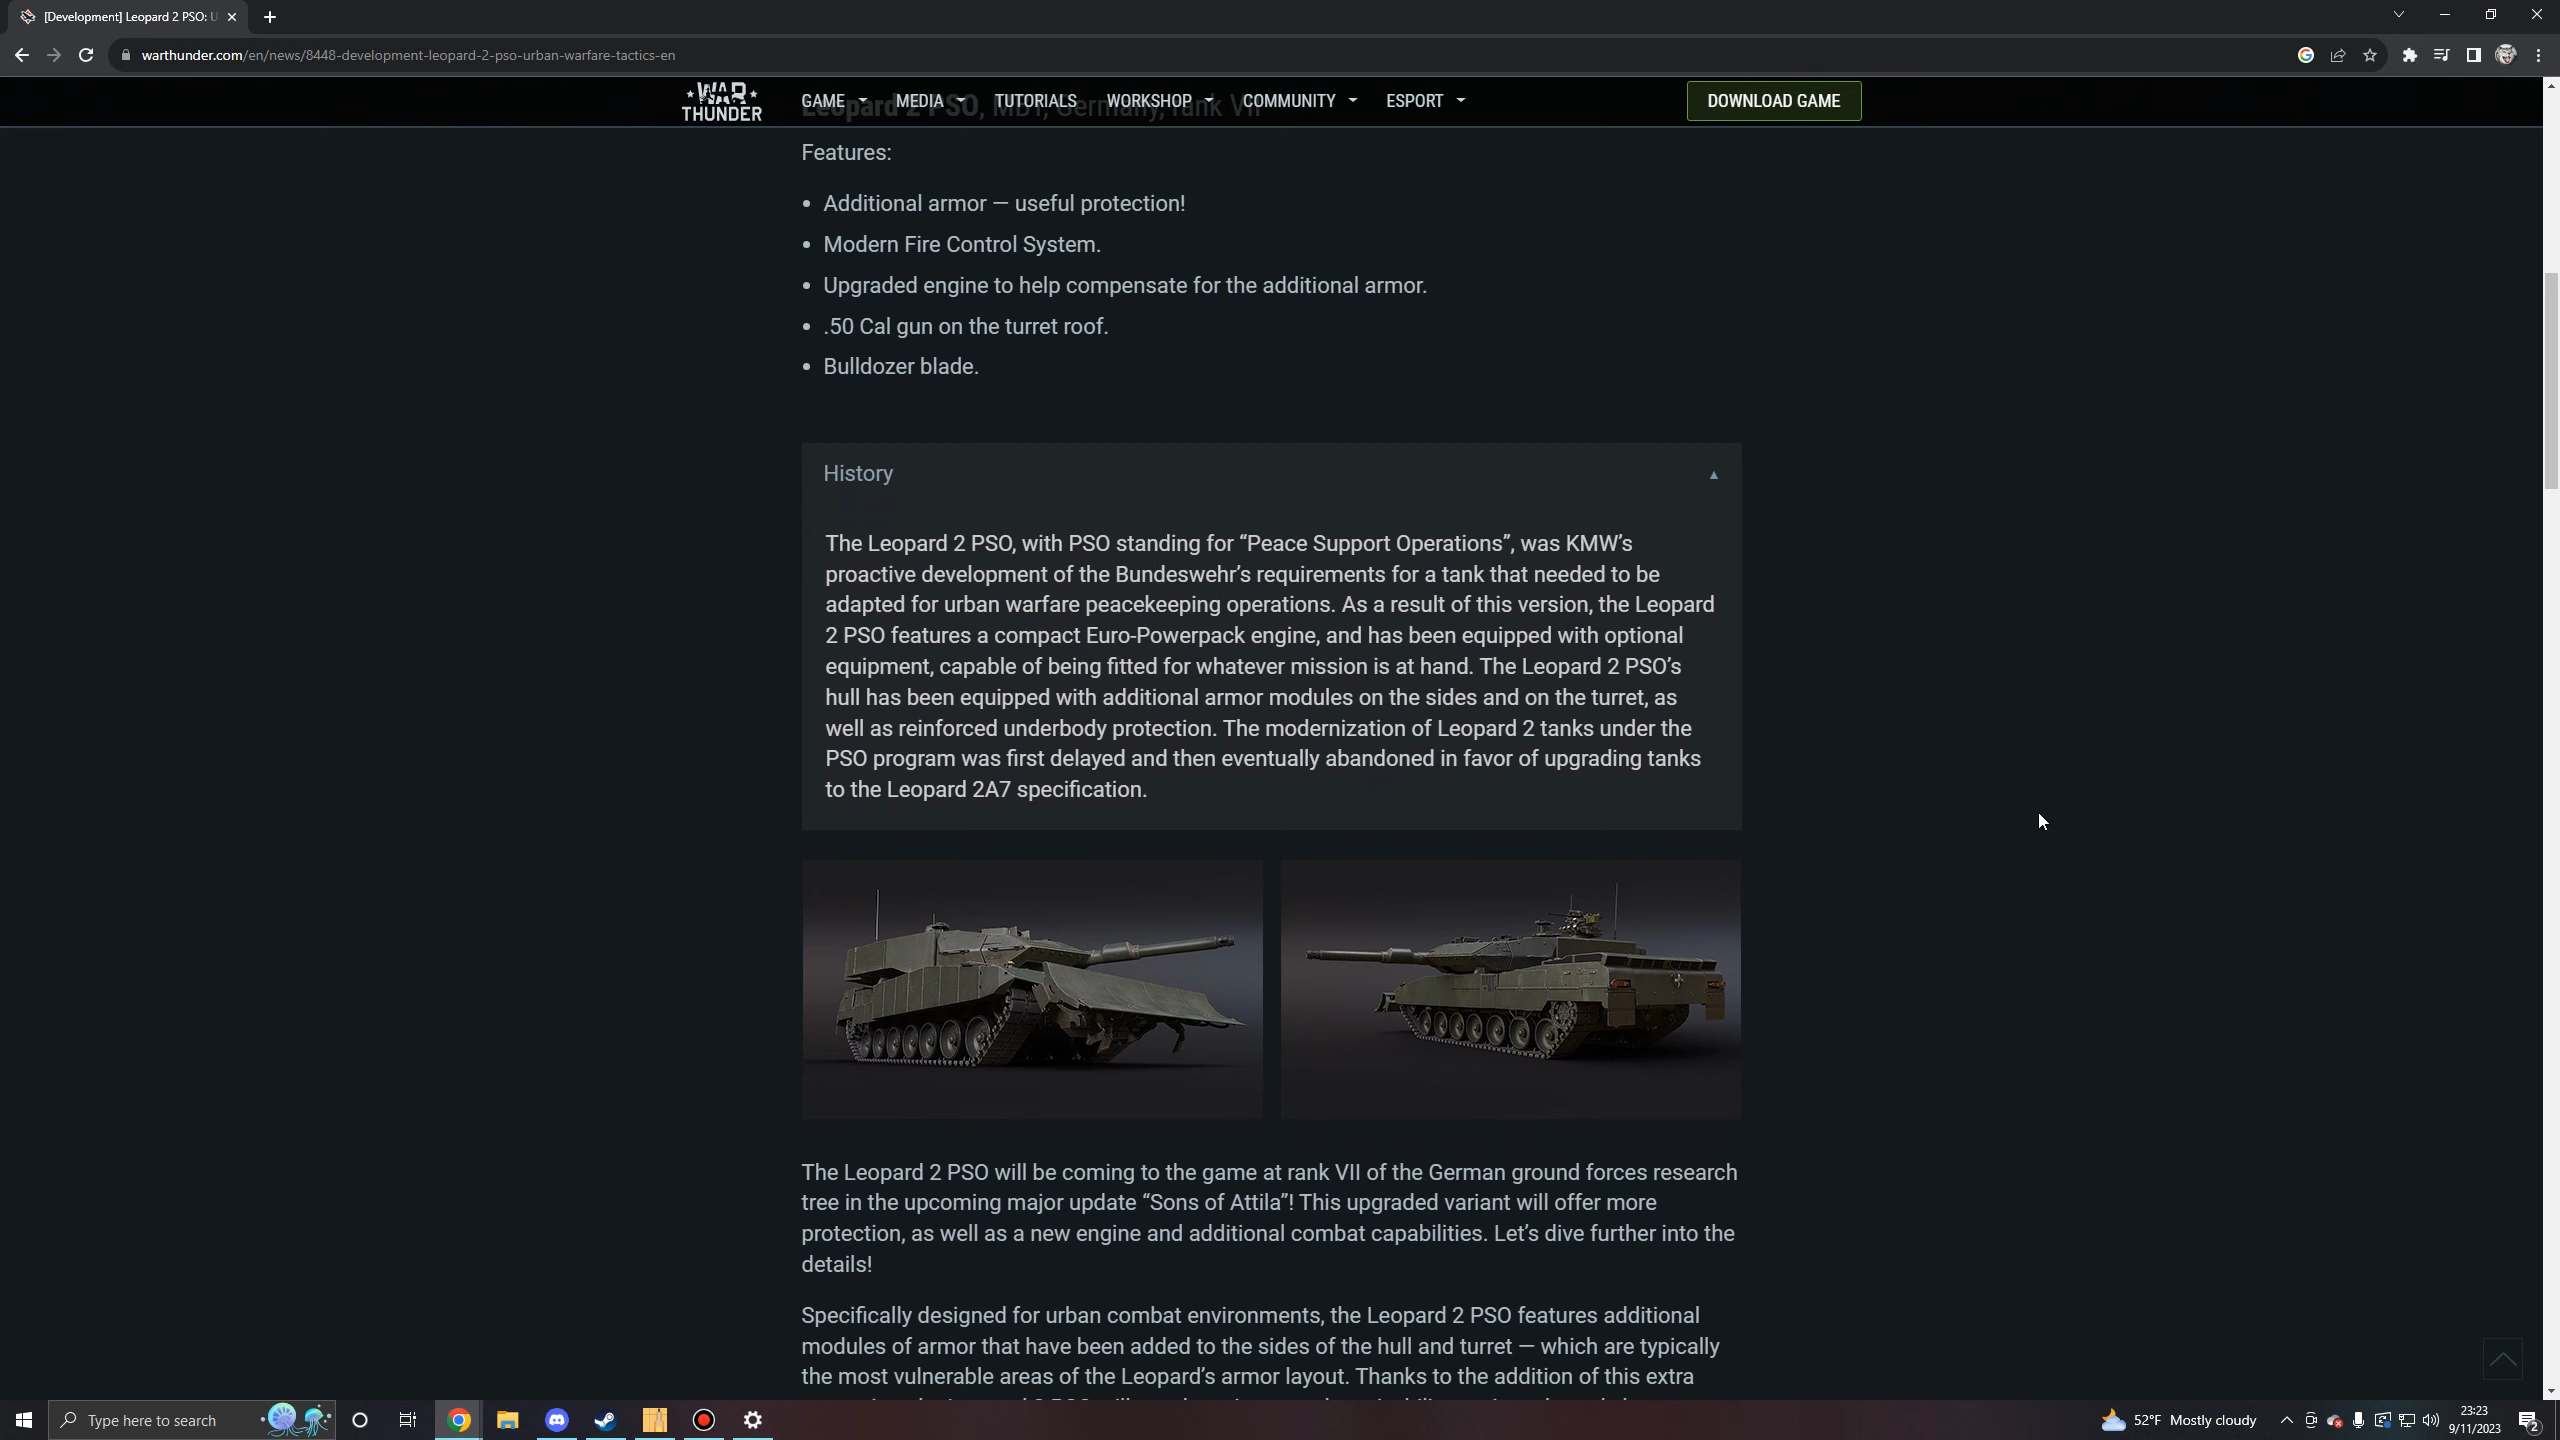 [Development] Leopard 2 PSO: U
warthunder.com/en/news/8448-development-leopard-2-pso-urban-warfare-tactics-en
WAR
THUNDER
GAME
MEDIA
TUTORIALS
WORKSHOP
COMMUNITY
ESPORT
DOWNLOAD GAME
Leopard 2 PSO, MBT, Germany, rank VII
Features:
• Additional armor — useful protection!
• Modern Fire Control System.
• Upgraded engine to help compensate for the additional armor.
• .50 Cal gun on the turret roof.
• Bulldozer blade.
History
The Leopard 2 PSO, with PSO standing for “Peace Support Operations”, was KMW’s
proactive development of the Bundeswehr’s requirements for a tank that needed to be
adapted for urban warfare peacekeeping operations. As a result of this version, the Leopard
2 PSO features a compact Euro-Powerpack engine, and has been equipped with optional
equipment, capable of being fitted for whatever mission is at hand. The Leopard 2 PSO’s
hull has been equipped with additional armor modules on the sides and on the turret, as
well as reinforced underbody protection. The modernization of Leopard 2 tanks under the
PSO program was first delayed and then eventually abandoned in favor of upgrading tanks
to the Leopard 2A7 specification.
The Leopard 2 PSO will be coming to the game at rank VII of the German ground forces research
tree in the upcoming major update “Sons of Attila”! This upgraded variant will offer more
protection, as well as a new engine and additional combat capabilities. Let’s dive further into the
details!
Specifically designed for urban combat environments, the Leopard 2 PSO features additional
modules of armor that have been added to the sides of the hull and turret — which are typically
the most vulnerable areas of the Leopard’s armor layout. Thanks to the addition of this extra
Type here to search
52°F Mostly cloudy
23:23
9/11/2023
2